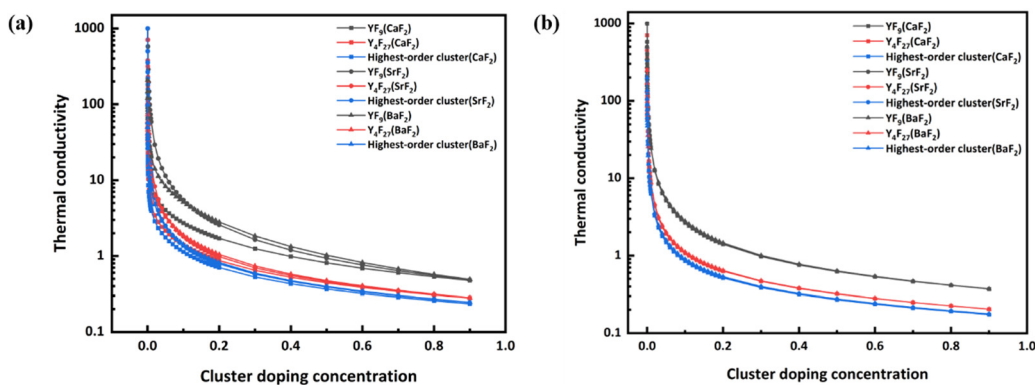 (a)
1000
100
10
1
0.1
Thermal conductivity
0.0 0.2 0.4 0.6 0.8 1.0
Cluster doping concentration
YF₉(CaF₂)
Y₄F₂₇(CaF₂)
Highest-order cluster(CaF₂)
YF₉(SrF₂)
Y₄F₂₇(SrF₂)
Highest-order cluster(SrF₂)
YF₉(BaF₂)
Y₄F₂₇(BaF₂)
Highest-order cluster(BaF₂)
(b)
1000
100
10
1
0.1
Thermal conductivity
0.0 0.2 0.4 0.6 0.8 1.0
Cluster doping concentration
YF₉(CaF₂)
Y₄F₂₇(CaF₂)
Highest-order cluster(CaF₂)
YF₉(SrF₂)
Y₄F₂₇(SrF₂)
Highest-order cluster(SrF₂)
YF₉(BaF₂)
Y₄F₂₇(BaF₂)
Highest-order cluster(BaF₂)